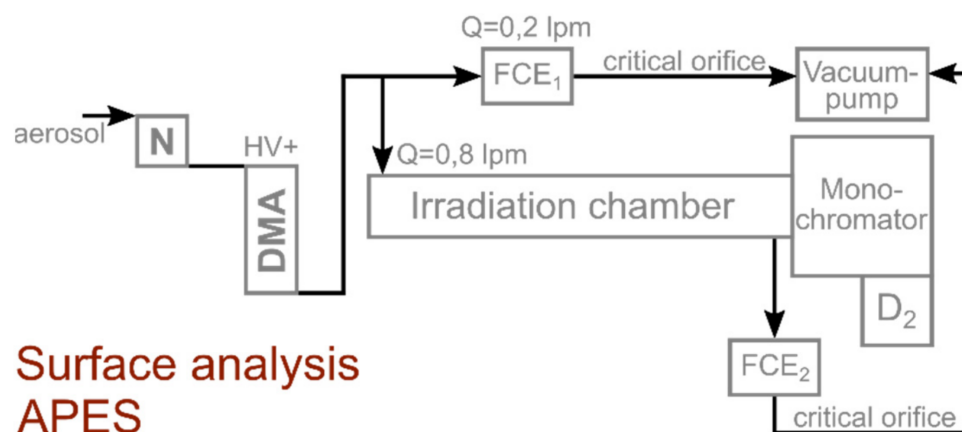 Q=0,2 lpm
FCE1
critical orifice
Vacuum-
pump
aerosol
N
HV+
DMA
Q=0,8 lpm
Irradiation chamber
Mono-
chromator
D2
FCE2
critical orifice
Surface analysis
APES